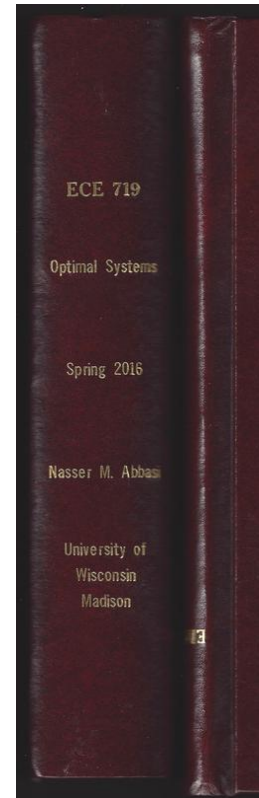 ECE 719
Optimal Systems
Spring 2016
Nasser M. Abbasi
University of
Wisconsin
Madison